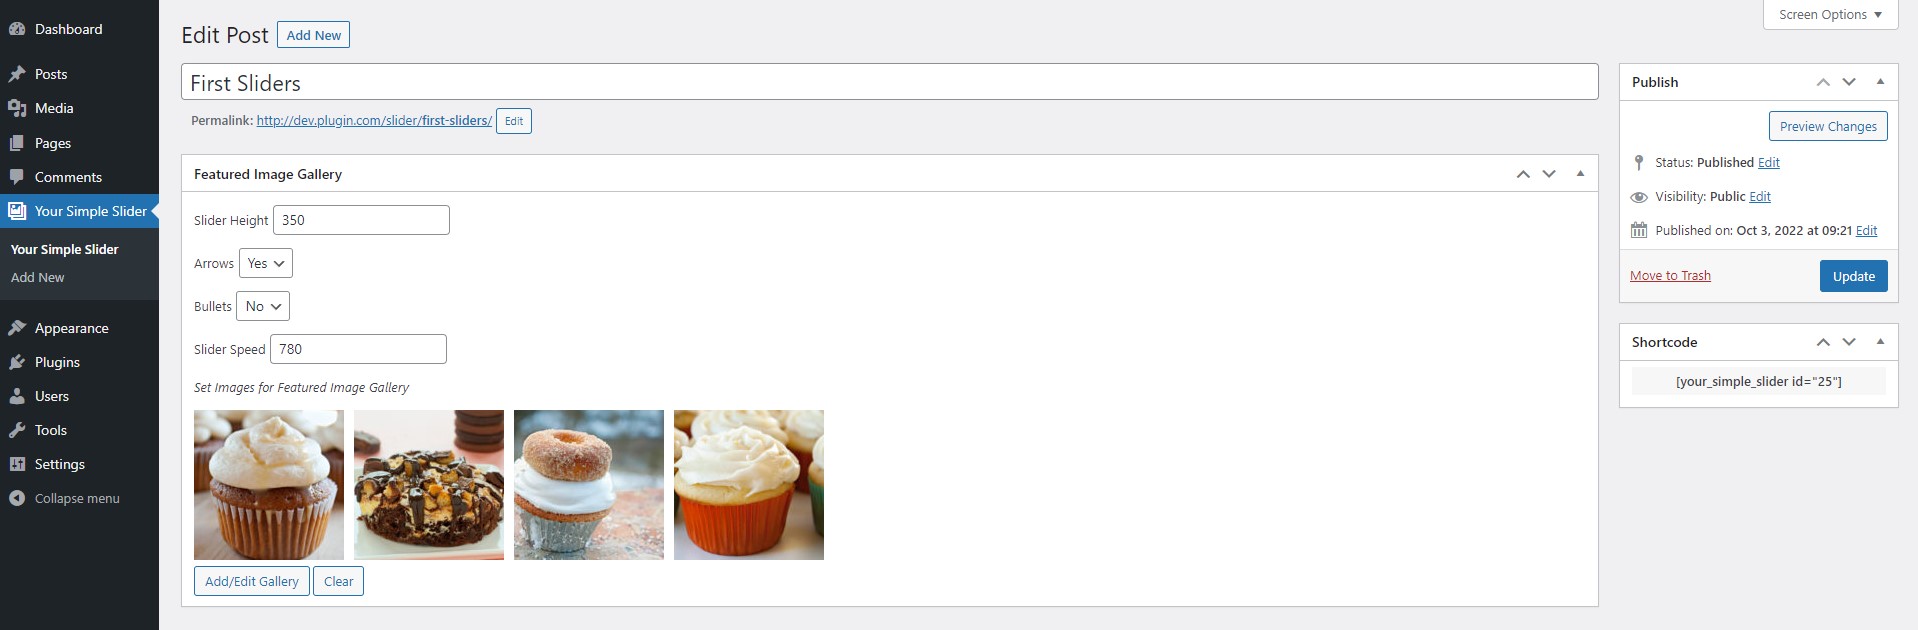 Dashboard
Posts
Media
Pages
Comments
Your Simple Slider
Your Simple Slider
Add New
Appearance
Plugins
Users
Tools
Settings
Collapse menu
Screen Options
Edit Post Add New
First Sliders
Permalink: http://dev.plugin.com/slider/first-sliders/ Edit
Featured Image Gallery
Slider Height 350
Arrows Yes
Bullets No
Slider Speed 780
Set Images for Featured Image Gallery
Add/Edit Gallery Clear
Publish
Preview Changes
Status: Published Edit
Visibility: Public Edit
Published on: Oct 3, 2022 at 09:21 Edit
Move to Trash Update
Shortcode
[your_simple_slider id="25"]